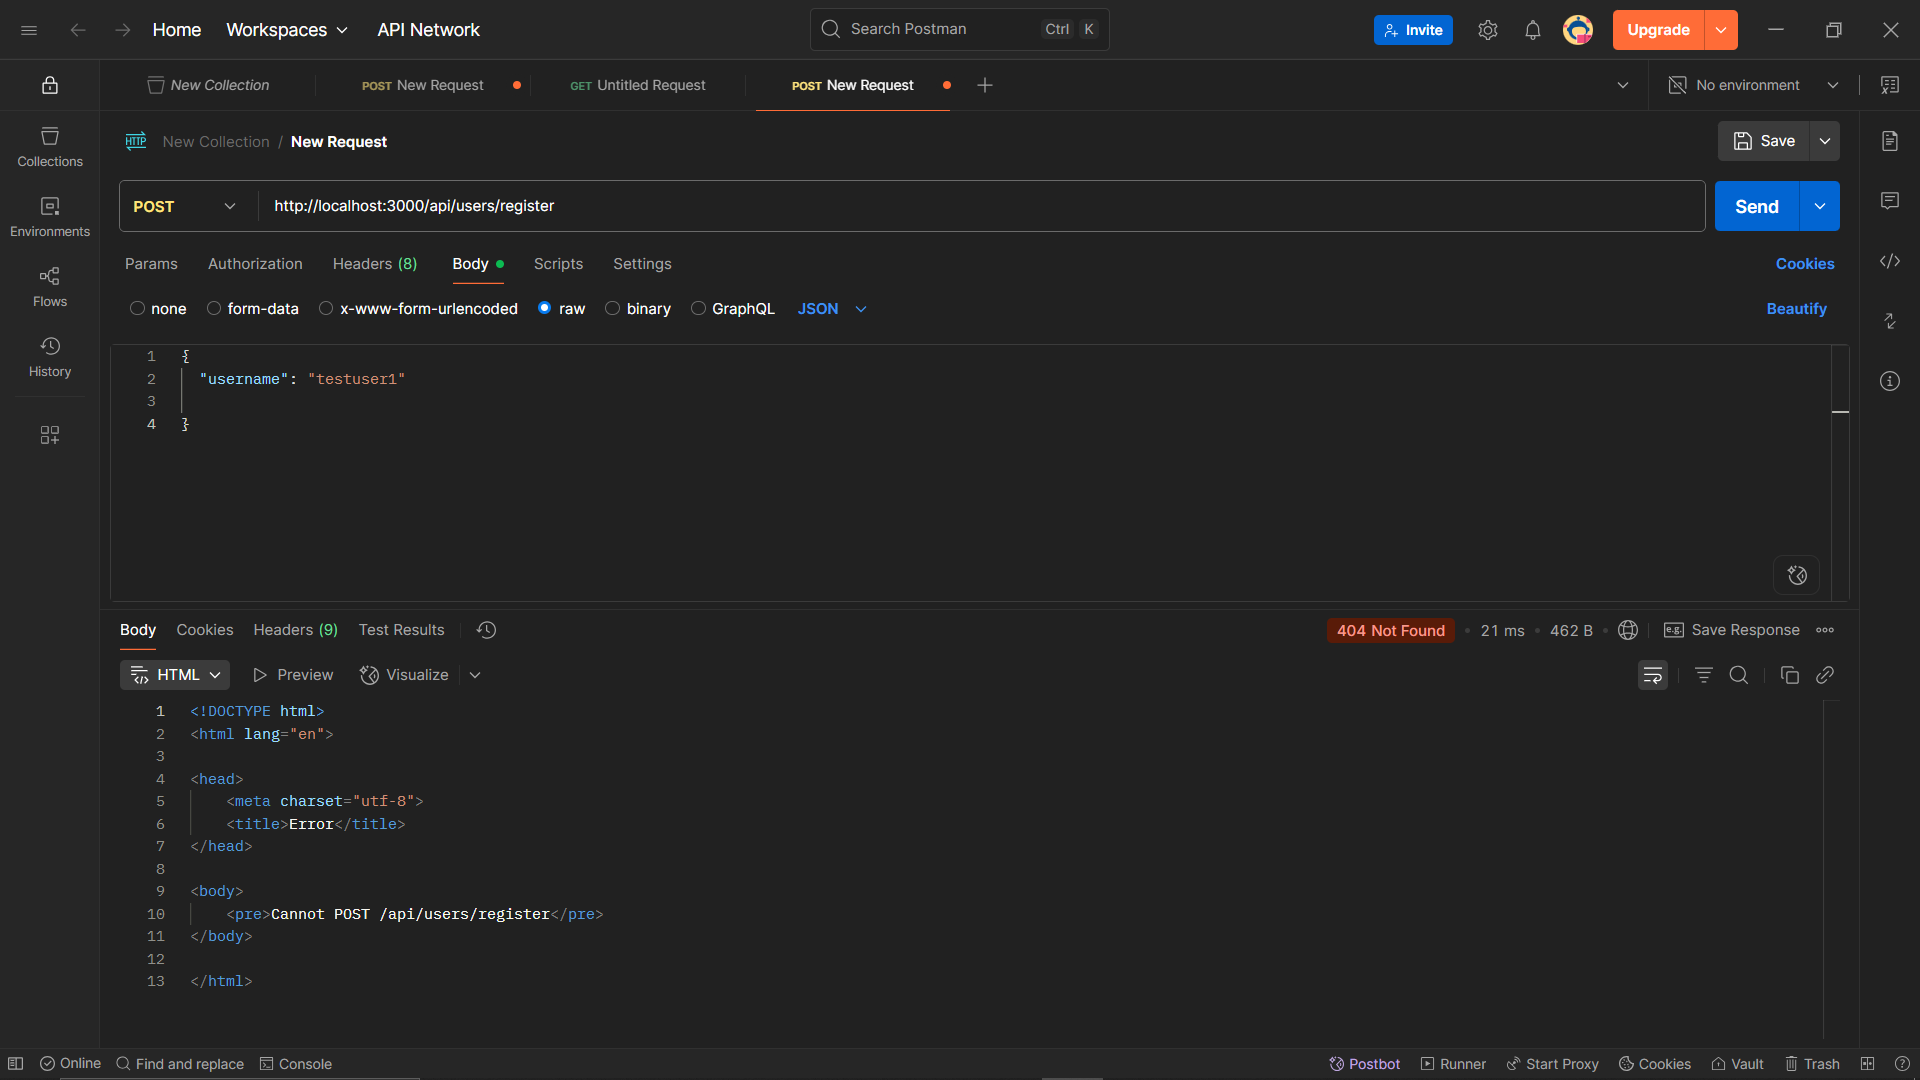 Home Workspaces API Network Search Postman Ctrl K Invite Upgrade
New Collection POST New Request GET Untitled Request POST New Request No environment
HTTP New Collection / New Request Save
Collections
Environments
Flows
History
POST http://localhost:3000/api/users/register Send
Params Authorization Headers (8) Body Scripts Settings Cookies
none form-data x-www-form-urlencoded raw binary GraphQL JSON Beautify
1 {
2 "username": "testuser1"
3
4 }
Body Cookies Headers (9) Test Results 404 Not Found 21 ms 462 B e.g. Save Response
HTML Preview Visualize
1 <!DOCTYPE html>
2 <html lang="en">
3
4 <head>
5 <meta charset="utf-8">
6 <title>Error</title>
7 </head>
8
9 <body>
10 <pre>Cannot POST /api/users/register</pre>
11 </body>
12
13 </html>
Online Find and replace Console Postbot Runner Start Proxy Cookies Vault Trash